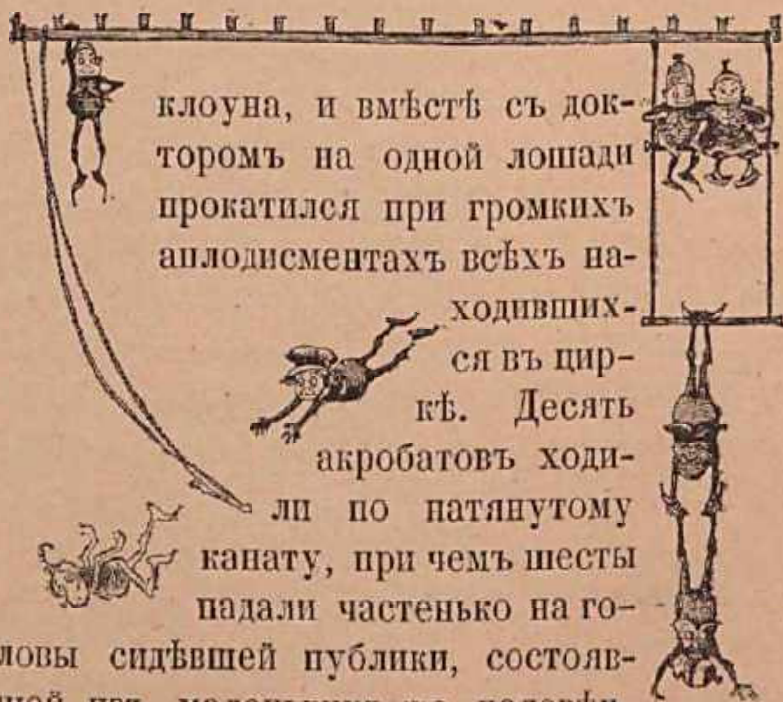 клоуна, и вмѣстѣ съ док-
торомъ на одной лошади
прокатился при громкихъ
аплодисментахъ всѣхъ на-
ходивших-
ся въ цир-
кѣ. Десять
акробатовъ ходи-
ли по натянутому
канату, при чемъ шесты
падали частенько на го-
ловы сидѣвшей публики, состояв-